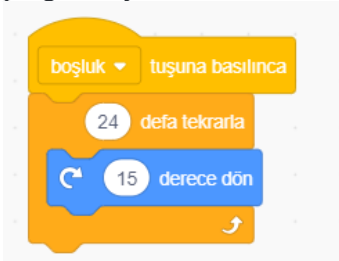 boşluk tuşuna basılınca
24 defa tekrarla
15 derece dön